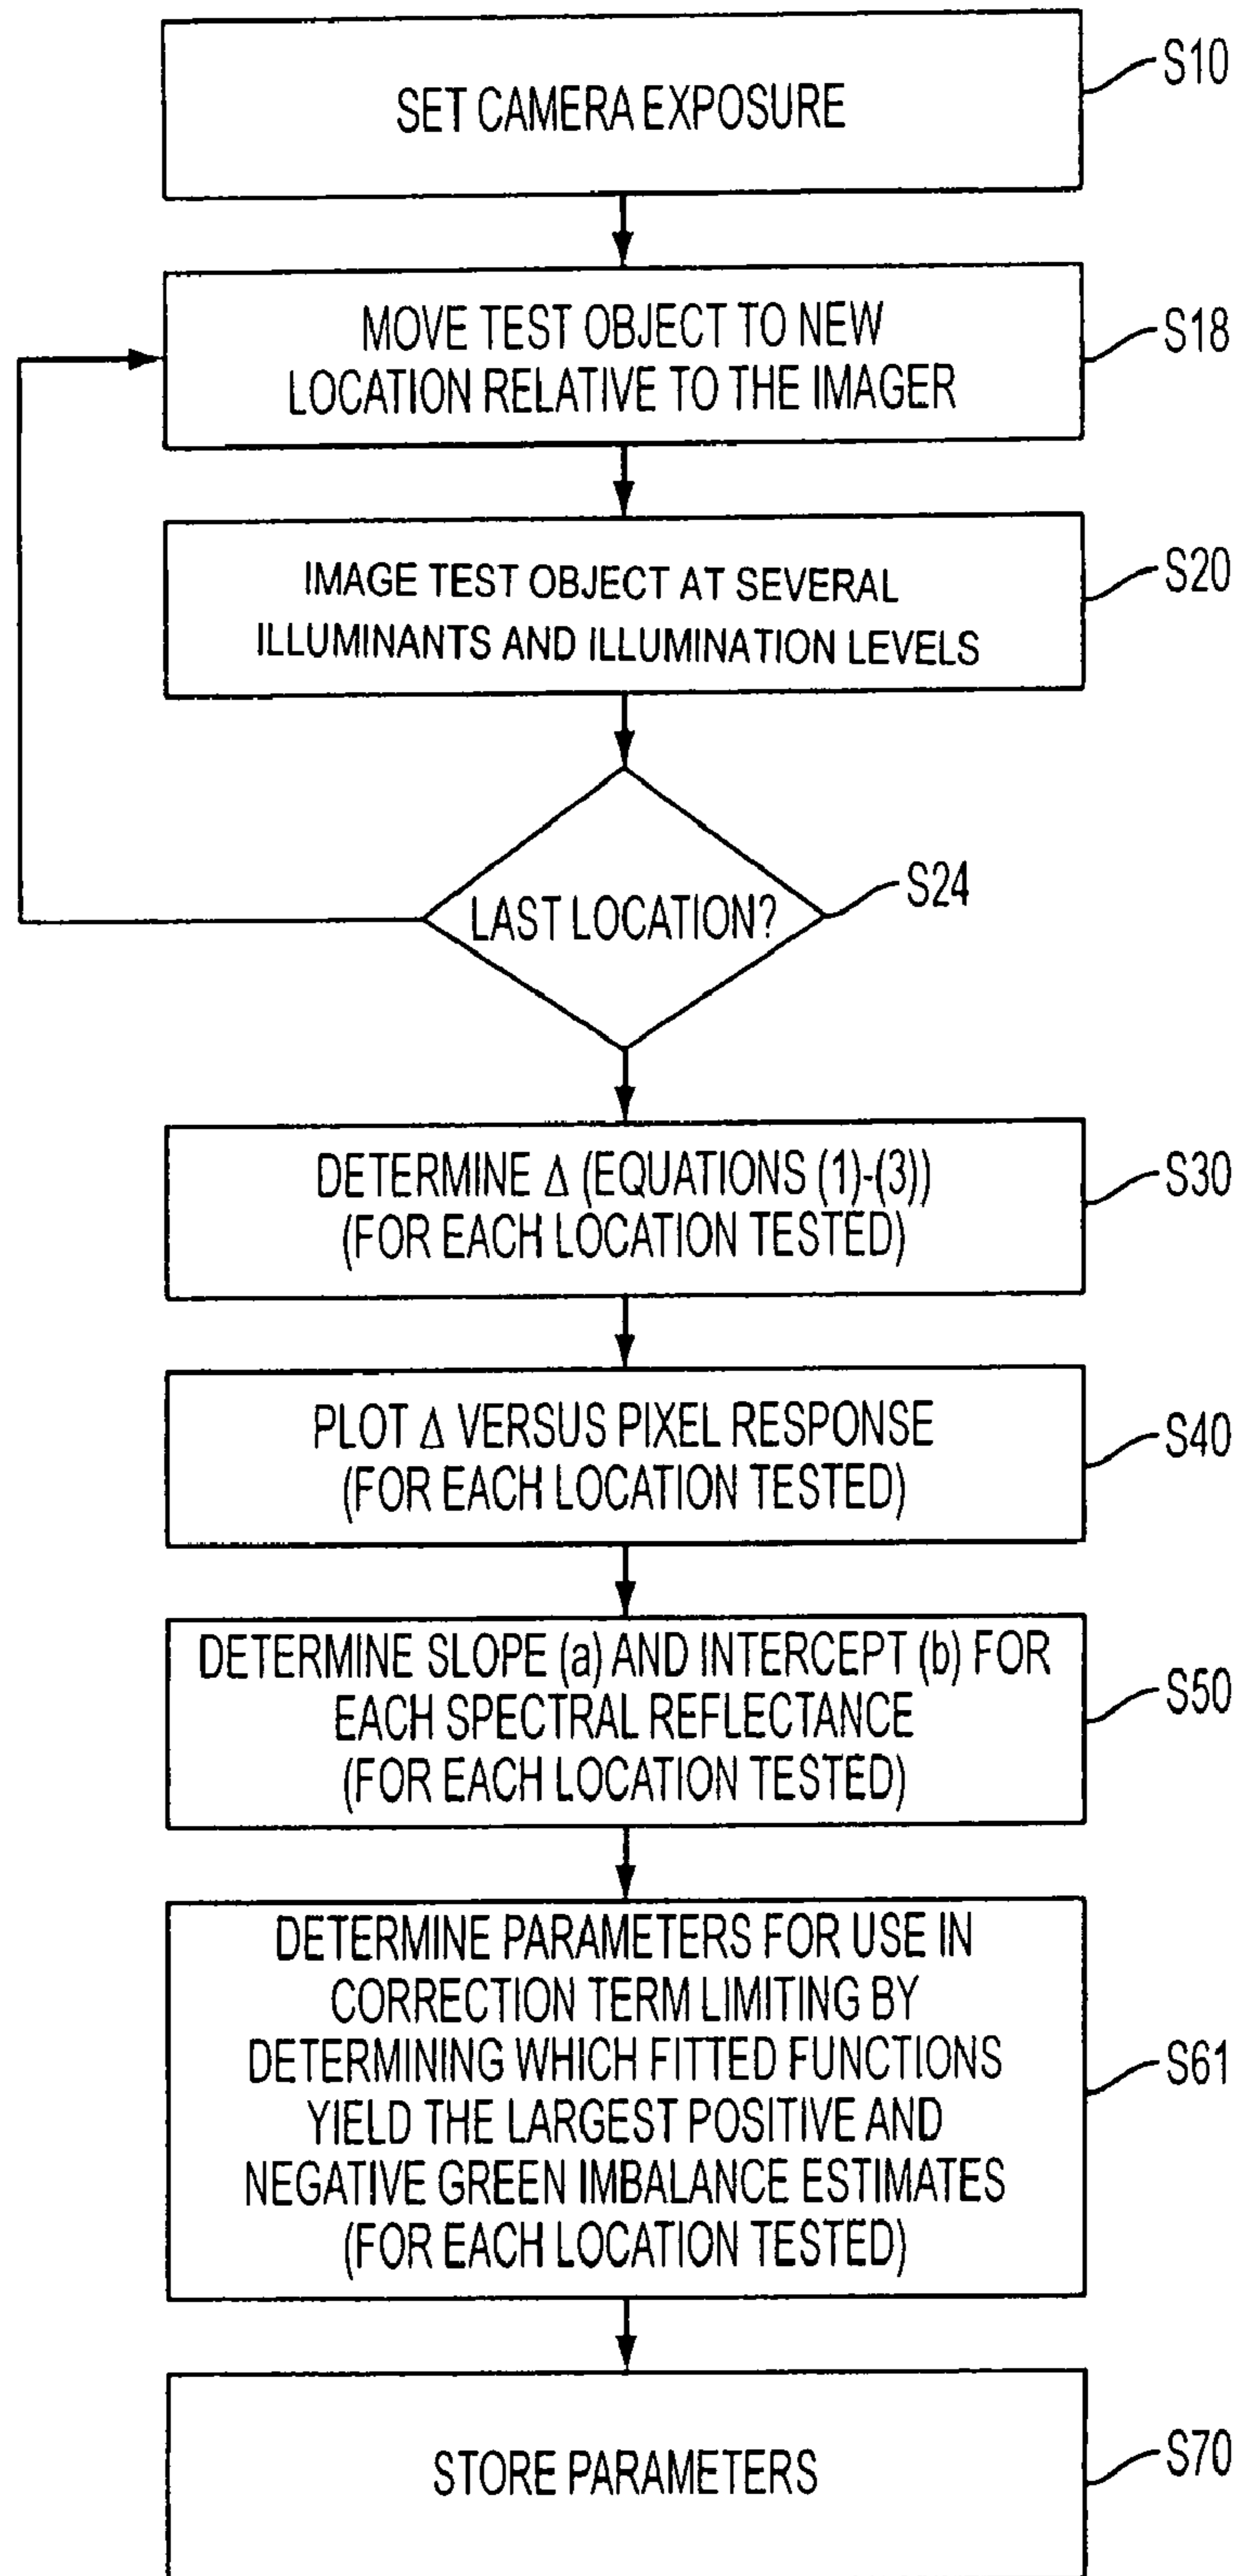 SET CAMERA EXPOSURE
S10
MOVE TEST OBJECT TO NEW
LOCATION RELATIVE TO THE IMAGER
S18
IMAGE TEST OBJECT AT SEVERAL
ILLUMINANTS AND ILLUMINATION LEVELS
S20
LAST LOCATION?
S24
DETERMINE Δ (EQUATIONS (1)-(3))
(FOR EACH LOCATION TESTED)
S30
PLOT Δ VERSUS PIXEL RESPONSE
(FOR EACH LOCATION TESTED)
S40
DETERMINE SLOPE (a) AND INTERCEPT (b) FOR
EACH SPECTRAL REFLECTANCE
(FOR EACH LOCATION TESTED)
S50
DETERMINE PARAMETERS FOR USE IN
CORRECTION TERM LIMITING BY
DETERMINING WHICH FITTED FUNCTIONS
YIELD THE LARGEST POSITIVE AND
NEGATIVE GREEN IMBALANCE ESTIMATES
(FOR EACH LOCATION TESTED)
S61
STORE PARAMETERS
S70